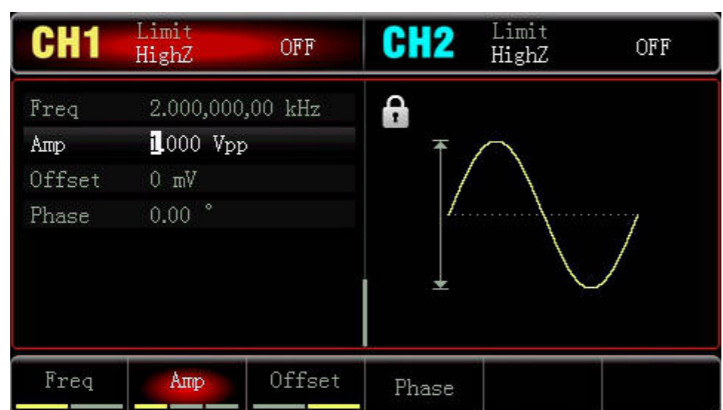 CH1 Limit HighZ OFF
CH2 Limit HighZ OFF
Freq 2.000,000,00 kHz
Amp 1.000 Vpp
Offset 0 mV
Phase 0.00 °
Freq Amp Offset Phase